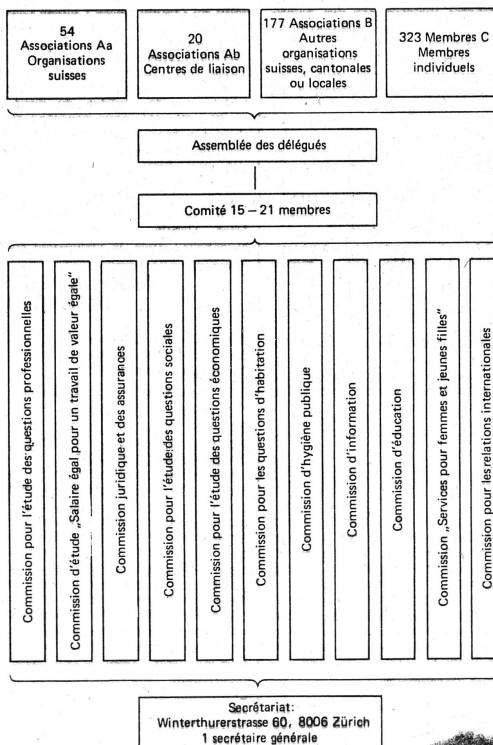 54
Associations Aa
Organisations
suisses
20
Associations Ab
Centres de liaison
177 Associations B
Autres
organisations
suisses, cantonales
ou locales
323 Membres C
Membres
individuels
Assemblée des délégués
Comité 15 – 21 membres
Commission pour l'étude des questions professionnelles
Commission d'étude „Salaire égal pour un travail de valeur égale"
Commission juridique et des assurances
Commission pour l'étude des questions sociales
Commission pour l'étude des questions économiques
Commission pour les questions d'habitation
Commission d'hygiène publique
Commission d'information
Commission d'éducation
Commission „Services pour femmes et jeunes filles"
Commission pour les relations internationales
Secrétariat:
Winterthurerstrasse 60, 8006 Zürich
1 secrétaire générale